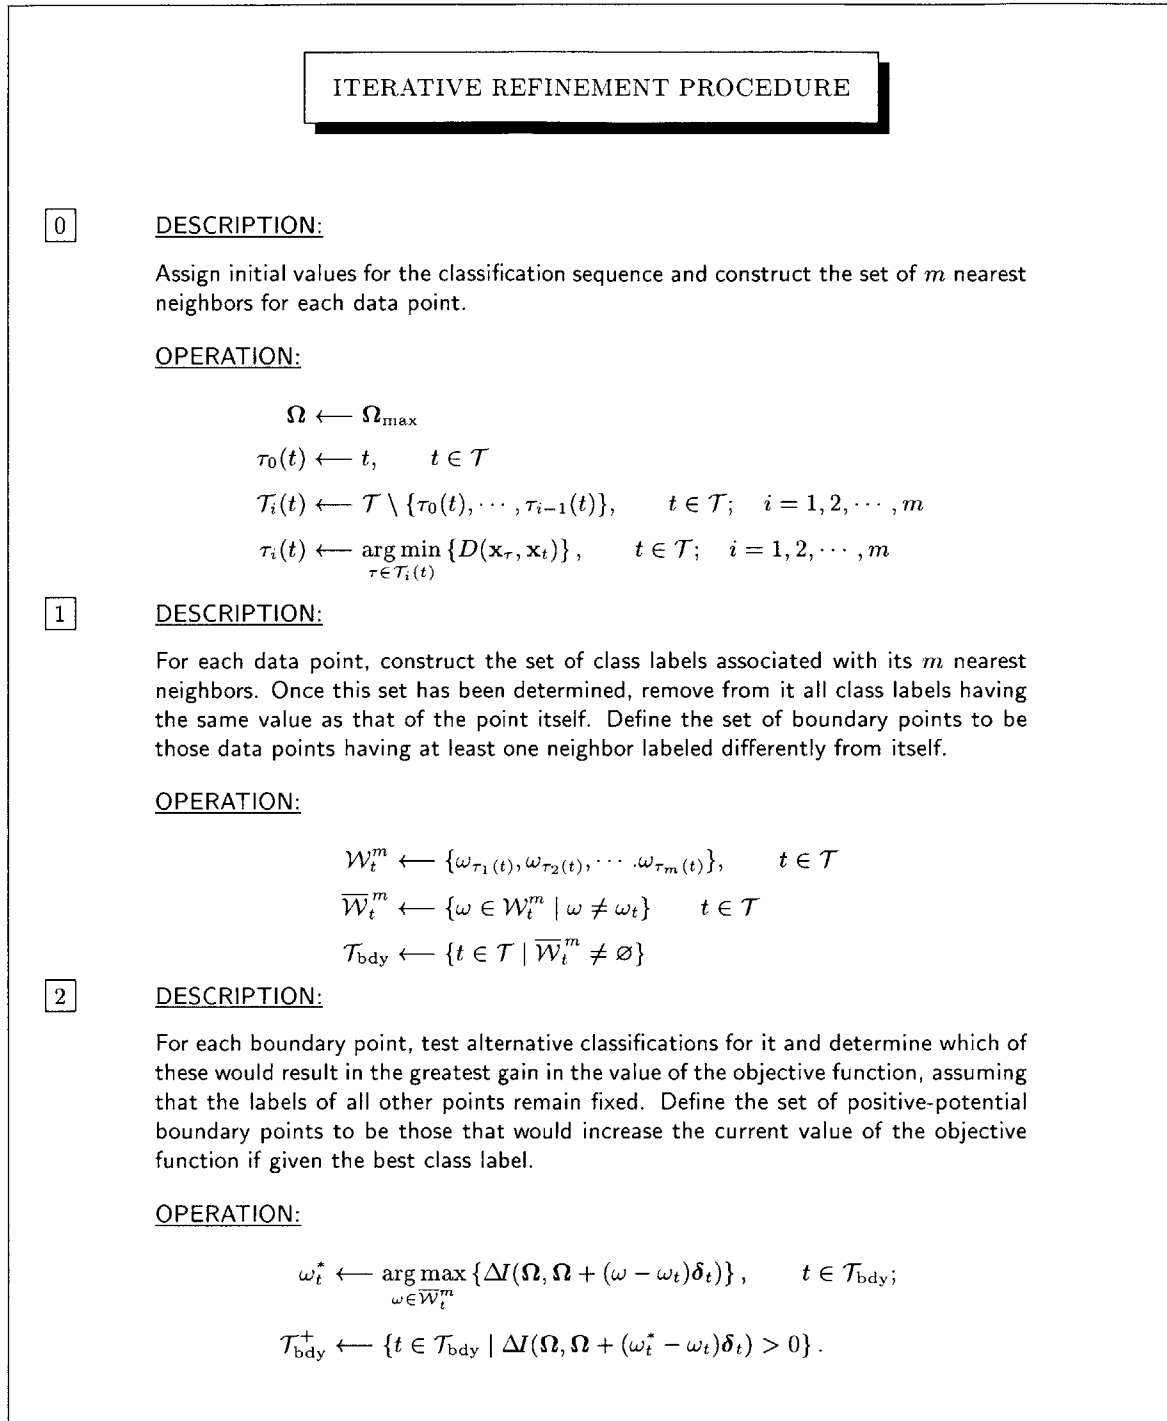 ITERATIVE REFINEMENT PROCEDURE
0 DESCRIPTION:
Assign initial values for the classification sequence and construct the set of m nearest
neighbors for each data point.
OPERATION:
Ω ⟵ Ω_max
τ_0(t) ⟵ t, t ∈ 𝒯
𝒯_i(t) ⟵ 𝒯 \ {τ_0(t), ⋯ , τ_{i−1}(t)}, t ∈ 𝒯; i = 1, 2, ⋯ , m
τ_i(t) ⟵ arg min_{τ∈𝒯_i(t)} {D(x_τ, x_t)} , t ∈ 𝒯; i = 1, 2, ⋯ , m
1 DESCRIPTION:
For each data point, construct the set of class labels associated with its m nearest
neighbors. Once this set has been determined, remove from it all class labels having
the same value as that of the point itself. Define the set of boundary points to be
those data points having at least one neighbor labeled differently from itself.
OPERATION:
𝒲_t^m ⟵ {ω_{τ_1(t)}, ω_{τ_2(t)}, ⋯ .ω_{τ_m(t)}}, t ∈ 𝒯
𝒲̅_t^m ⟵ {ω ∈ 𝒲_t^m | ω ≠ ω_t} t ∈ 𝒯
𝒯_bdy ⟵ {t ∈ 𝒯 | 𝒲̅_t^m ≠ ∅}
2 DESCRIPTION:
For each boundary point, test alternative classifications for it and determine which of
these would result in the greatest gain in the value of the objective function, assuming
that the labels of all other points remain fixed. Define the set of positive-potential
boundary points to be those that would increase the current value of the objective
function if given the best class label.
OPERATION:
ω_t^* ⟵ arg max_{ω∈𝒲̅_t^m} {ΔI(Ω, Ω + (ω − ω_t)δ_t)} , t ∈ 𝒯_bdy;
𝒯_bdy^+ ⟵ {t ∈ 𝒯_bdy | ΔI(Ω, Ω + (ω_t^* − ω_t)δ_t) > 0} .